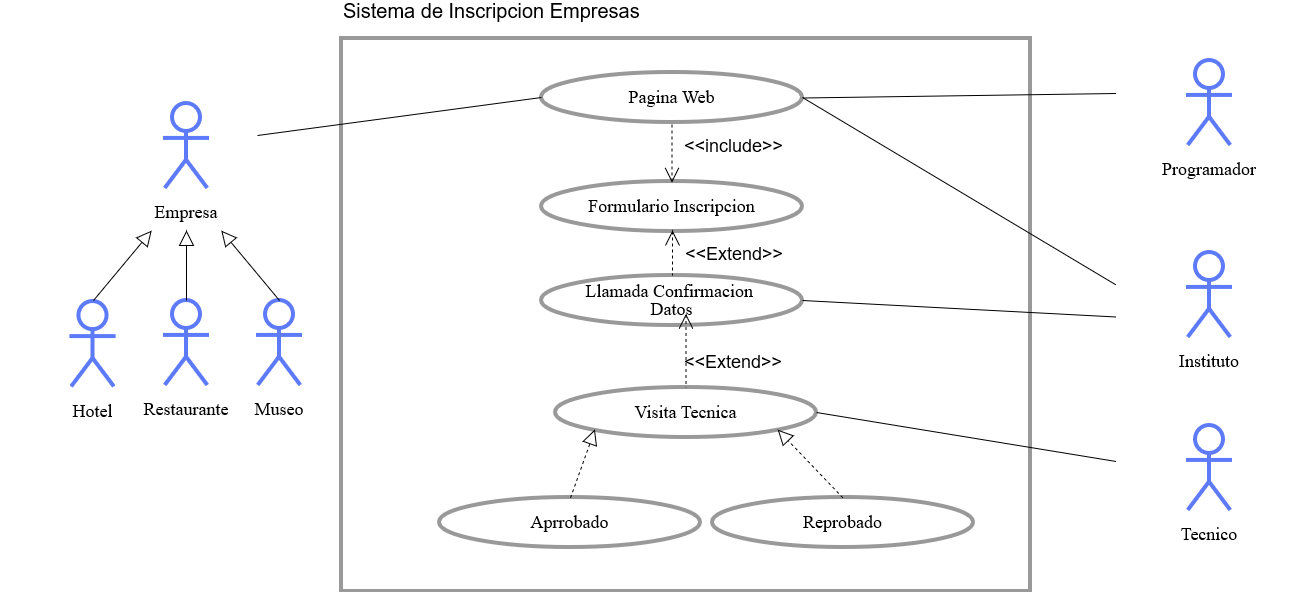 Sistema de Inscripcion Empresas
Pagina Web
<<include>>
Programador
Empresa
Formulario Inscripcion
<<Extend>>
Llamada Confirmacion
Datos
Instituto
<<Extend>>
Hotel
Restaurante
Museo
Visita Tecnica
Aprrobado
Reprobado
Tecnico